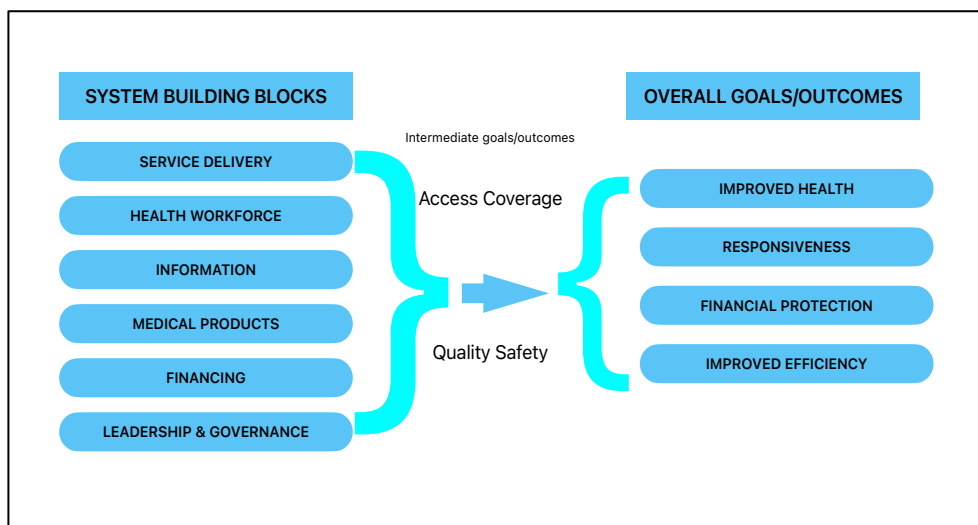 SYSTEM BUILDING BLOCKS
SERVICE DELIVERY
HEALTH WORKFORCE
INFORMATION
MEDICAL PRODUCTS
FINANCING
LEADERSHIP & GOVERNANCE
Intermediate goals/outcomes
Access Coverage
Quality Safety
OVERALL GOALS/OUTCOMES
IMPROVED HEALTH
RESPONSIVENESS
FINANCIAL PROTECTION
IMPROVED EFFICIENCY